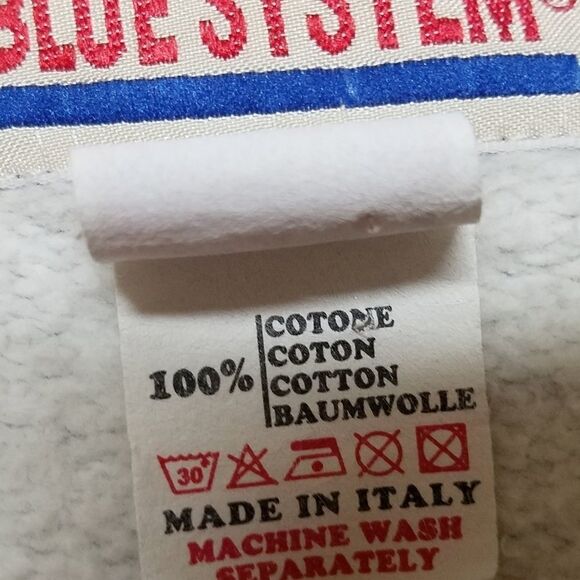 BLUE SYSTEM
100%
COTONE
COTON
COTTON
BAUMWOLLE
30°
MADE IN ITALY
MACHINE WASH
SEPARATELY